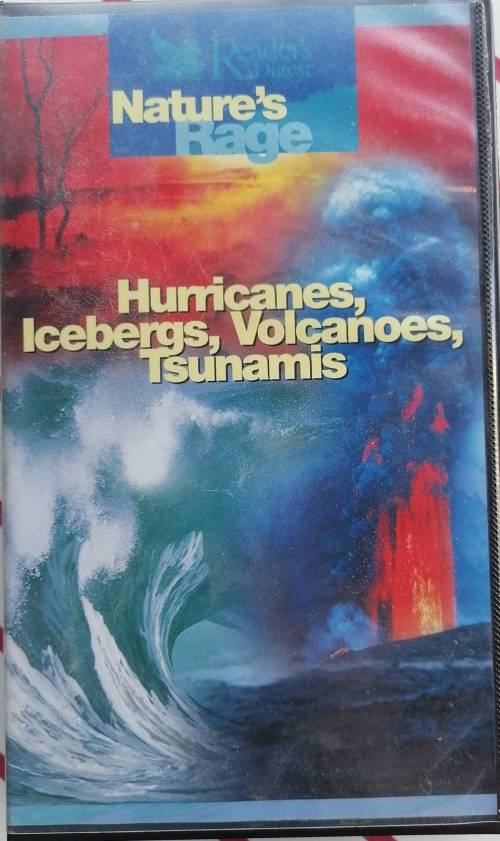 Reader's
Digest
Nature's
Rage
Hurricanes,
Icebergs, Volcanoes,
Tsunamis